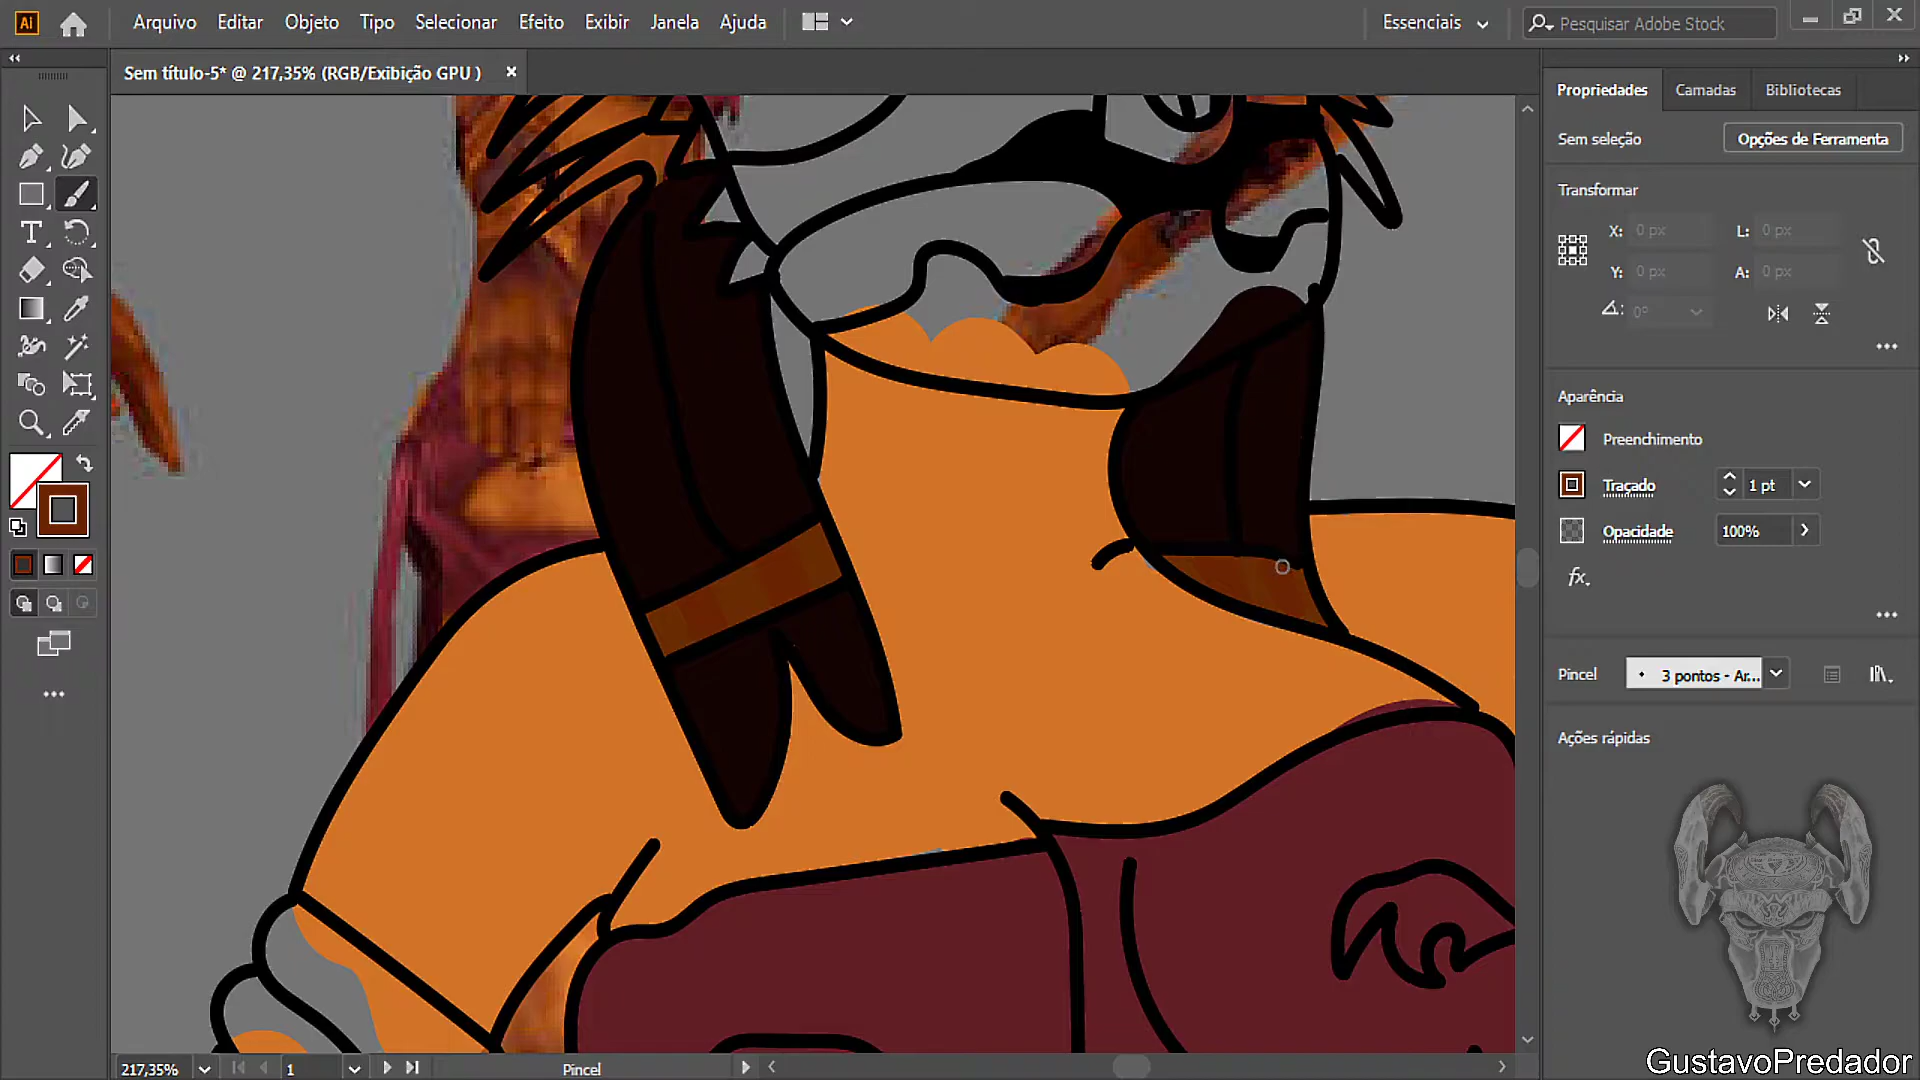 Ai Arquivo Editar Objeto Tipo Selecionar Efeito Exibir Janela Ajuda Essenciais Pesquisar Adobe Stock
Sem título-5* @ 217,35% (RGB/Exibição GPU )
Propriedades Camadas Bibliotecas
Sem seleção Opções de Ferramenta
Transformar
X: 0 px L: 0 px
Y: 0 px A: 0 px
0°
Aparência
Preenchimento
Traçado 1 pt
Opacidade 100%
fx.
Pincel 3 pontos - Ar...
Ações rápidas
217,35% 1 Pincel
GustavoPredador